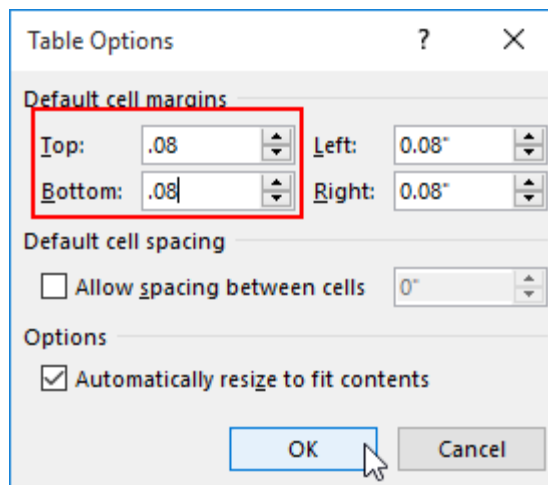 Table Options ? ×
Default cell margins
Top: .08 Left: 0.08"
Bottom: .08 Right: 0.08"
Default cell spacing
Allow spacing between cells 0"
Options
Automatically resize to fit contents
OK Cancel